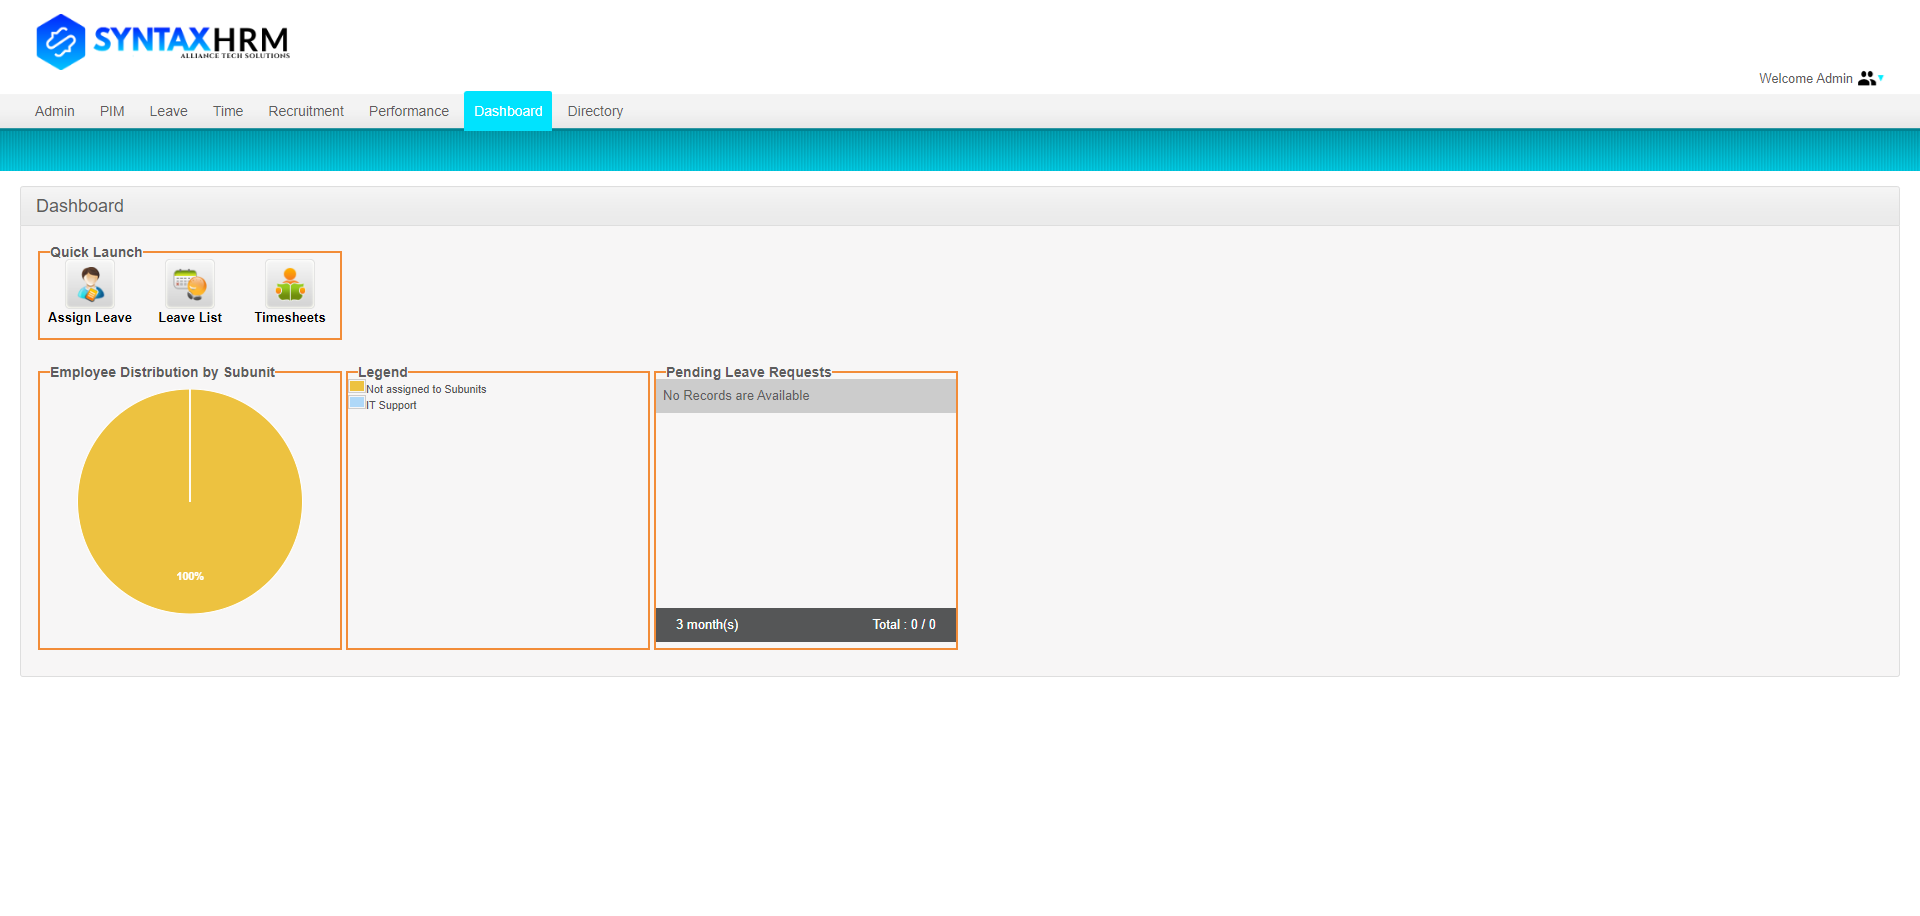 SYNTAXHRM
ALLIANCE TECH SOLUTIONS
Welcome Admin
Admin PIM Leave Time Recruitment Performance Dashboard Directory
Dashboard
Quick Launch
Assign Leave Leave List Timesheets
Employee Distribution by Subunit
100%
Legend
Not assigned to Subunits
IT Support
Pending Leave Requests
No Records are Available
3 month(s) Total : 0 / 0